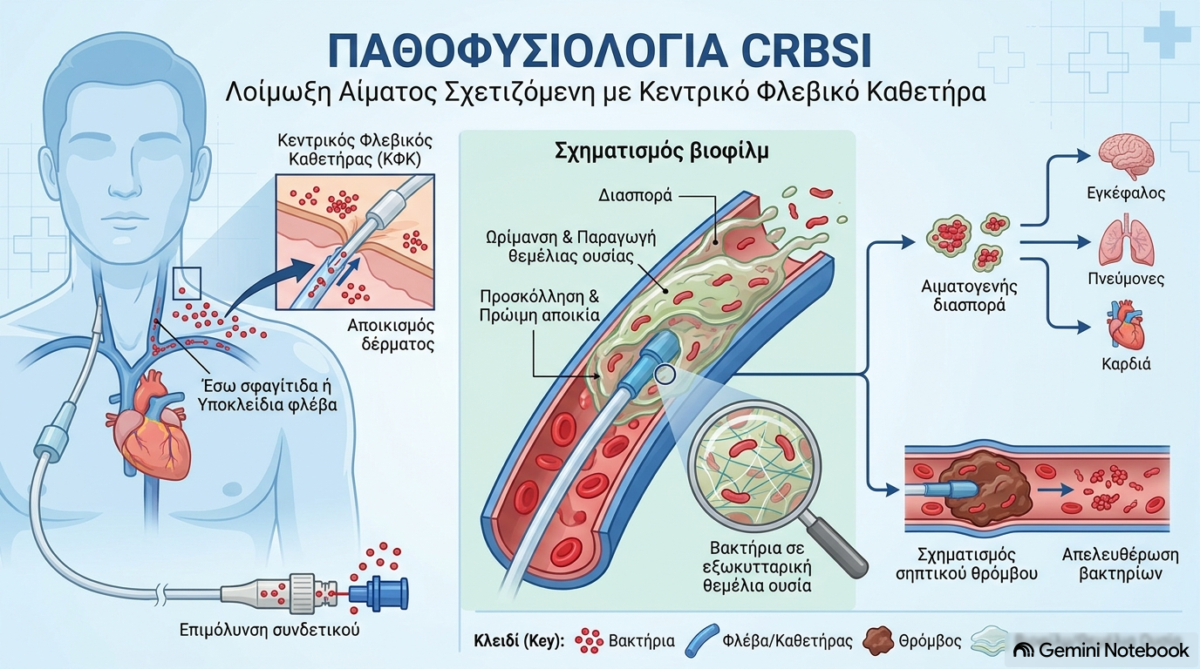 ΠΑΘΟΦΥΣΙΟΛΟΓΙΑ CRBSI
Λοίμωξη Αίματος Σχετιζόμενη με Κεντρικό Φλεβικό Καθετήρα
Κεντρικός Φλεβικός
Καθετήρας (ΚΦΚ)
Αποικισμός
δέρματος
Έσω σφαγίτιδα ή
Υποκλείδια φλέβα
Επιμόλυνση συνδετικού
Σχηματισμός βιοφίλμ
Διασπορά
Ωρίμανση & Παραγωγή
θεμέλιας ουσίας
Προσκόλληση &
Πρώιμη αποικία
Βακτήρια σε
εξωκυτταρική
θεμέλια ουσία
Αιματογενής
διασπορά
Εγκέφαλος
Πνεύμονες
Καρδιά
Σχηματισμός
σηπτικού θρόμβου
Απελευθέρωση
βακτηρίων
Κλειδί (Key):
Βακτήρια
Φλέβα/Καθετήρας
Θρόμβος
Gemini Notebook